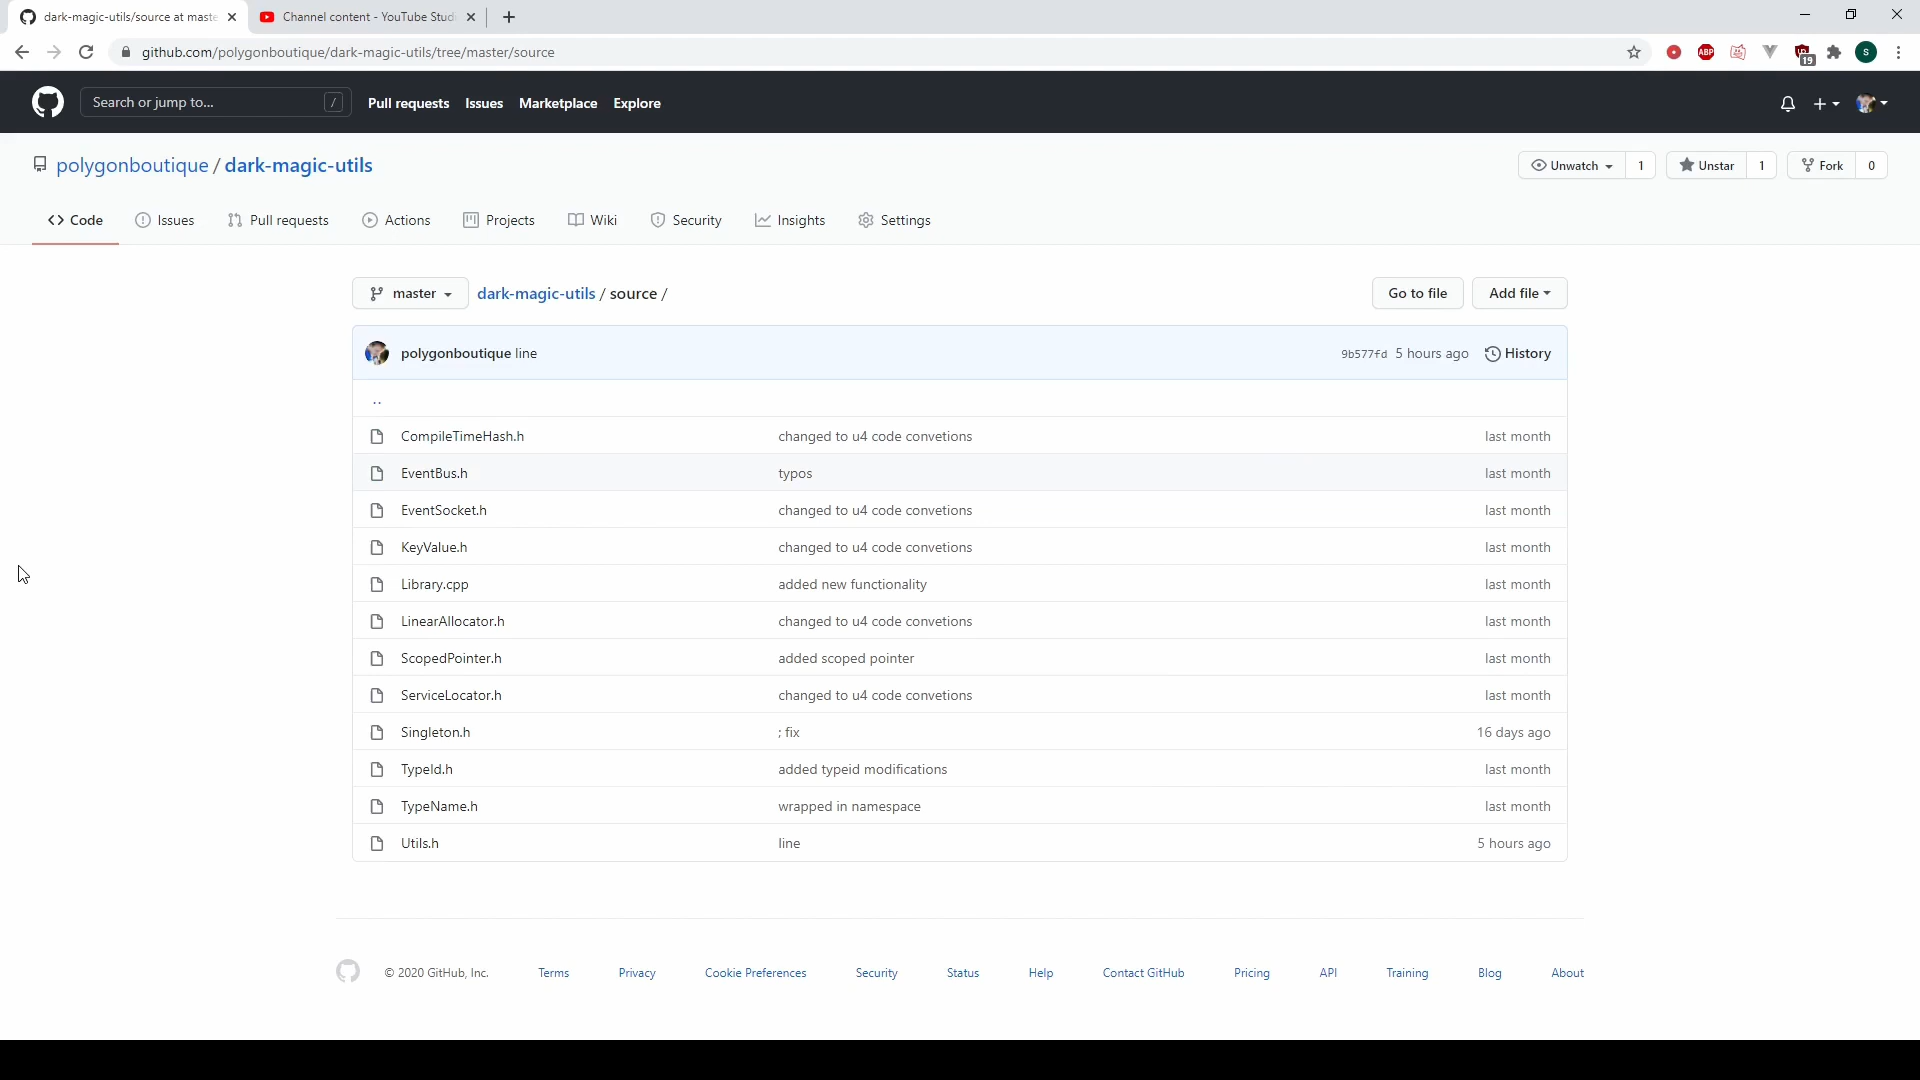 dark-magic-utils/source at maste
Channel content - YouTube Studi
github.com/polygonboutique/dark-magic-utils/tree/master/source
ABP
19
S
Search or jump to...
/
Pull requests
Issues
Marketplace
Explore
polygonboutique / dark-magic-utils
Unwatch
1
Unstar
1
Fork
0
Code
Issues
Pull requests
Actions
Projects
Wiki
Security
Insights
Settings
master
dark-magic-utils / source /
Go to file
Add file
polygonboutique line
9b577fd 5 hours ago
History
..
CompileTimeHash.h changed to u4 code convetions last month
EventBus.h typos last month
EventSocket.h changed to u4 code convetions last month
KeyValue.h changed to u4 code convetions last month
Library.cpp added new functionality last month
LinearAllocator.h changed to u4 code convetions last month
ScopedPointer.h added scoped pointer last month
ServiceLocator.h changed to u4 code convetions last month
Singleton.h ; fix 16 days ago
TypeId.h added typeid modifications last month
TypeName.h wrapped in namespace last month
Utils.h line 5 hours ago
© 2020 GitHub, Inc.
Terms
Privacy
Cookie Preferences
Security
Status
Help
Contact GitHub
Pricing
API
Training
Blog
About